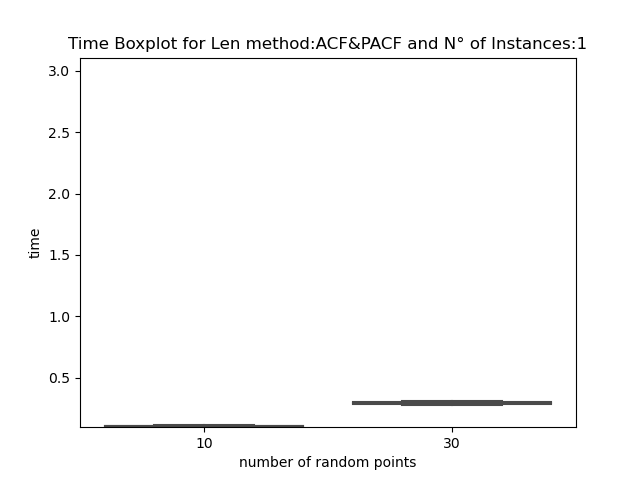 Time Boxplot for Len method:ACF&PACF and N° of Instances:1
3.0
2.5
2.0
1.5
1.0
0.5
time
10 30
number of random points